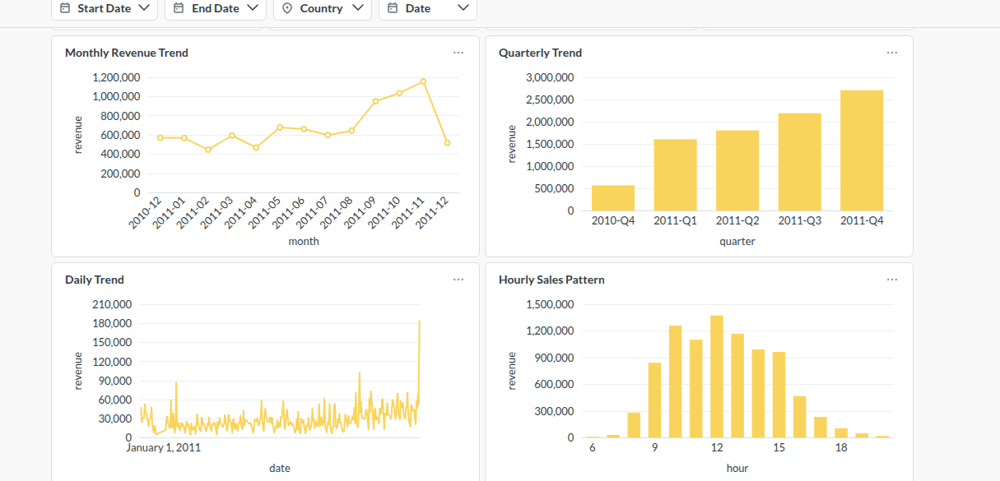 Start Date
End Date
Country
Date
Monthly Revenue Trend
1,200,000
1,000,000
800,000
600,000
400,000
200,000
0
revenue
2010-12
2011-01
2011-02
2011-03
2011-04
2011-05
2011-06
2011-07
2011-08
2011-09
2011-10
2011-11
2011-12
month
Quarterly Trend
3,000,000
2,500,000
2,000,000
1,500,000
1,000,000
500,000
0
revenue
2010-Q4
2011-Q1
2011-Q2
2011-Q3
2011-Q4
quarter
Daily Trend
210,000
180,000
150,000
120,000
90,000
60,000
30,000
0
revenue
January 1, 2011
date
Hourly Sales Pattern
1,500,000
1,200,000
900,000
600,000
300,000
0
revenue
6
9
12
15
18
hour